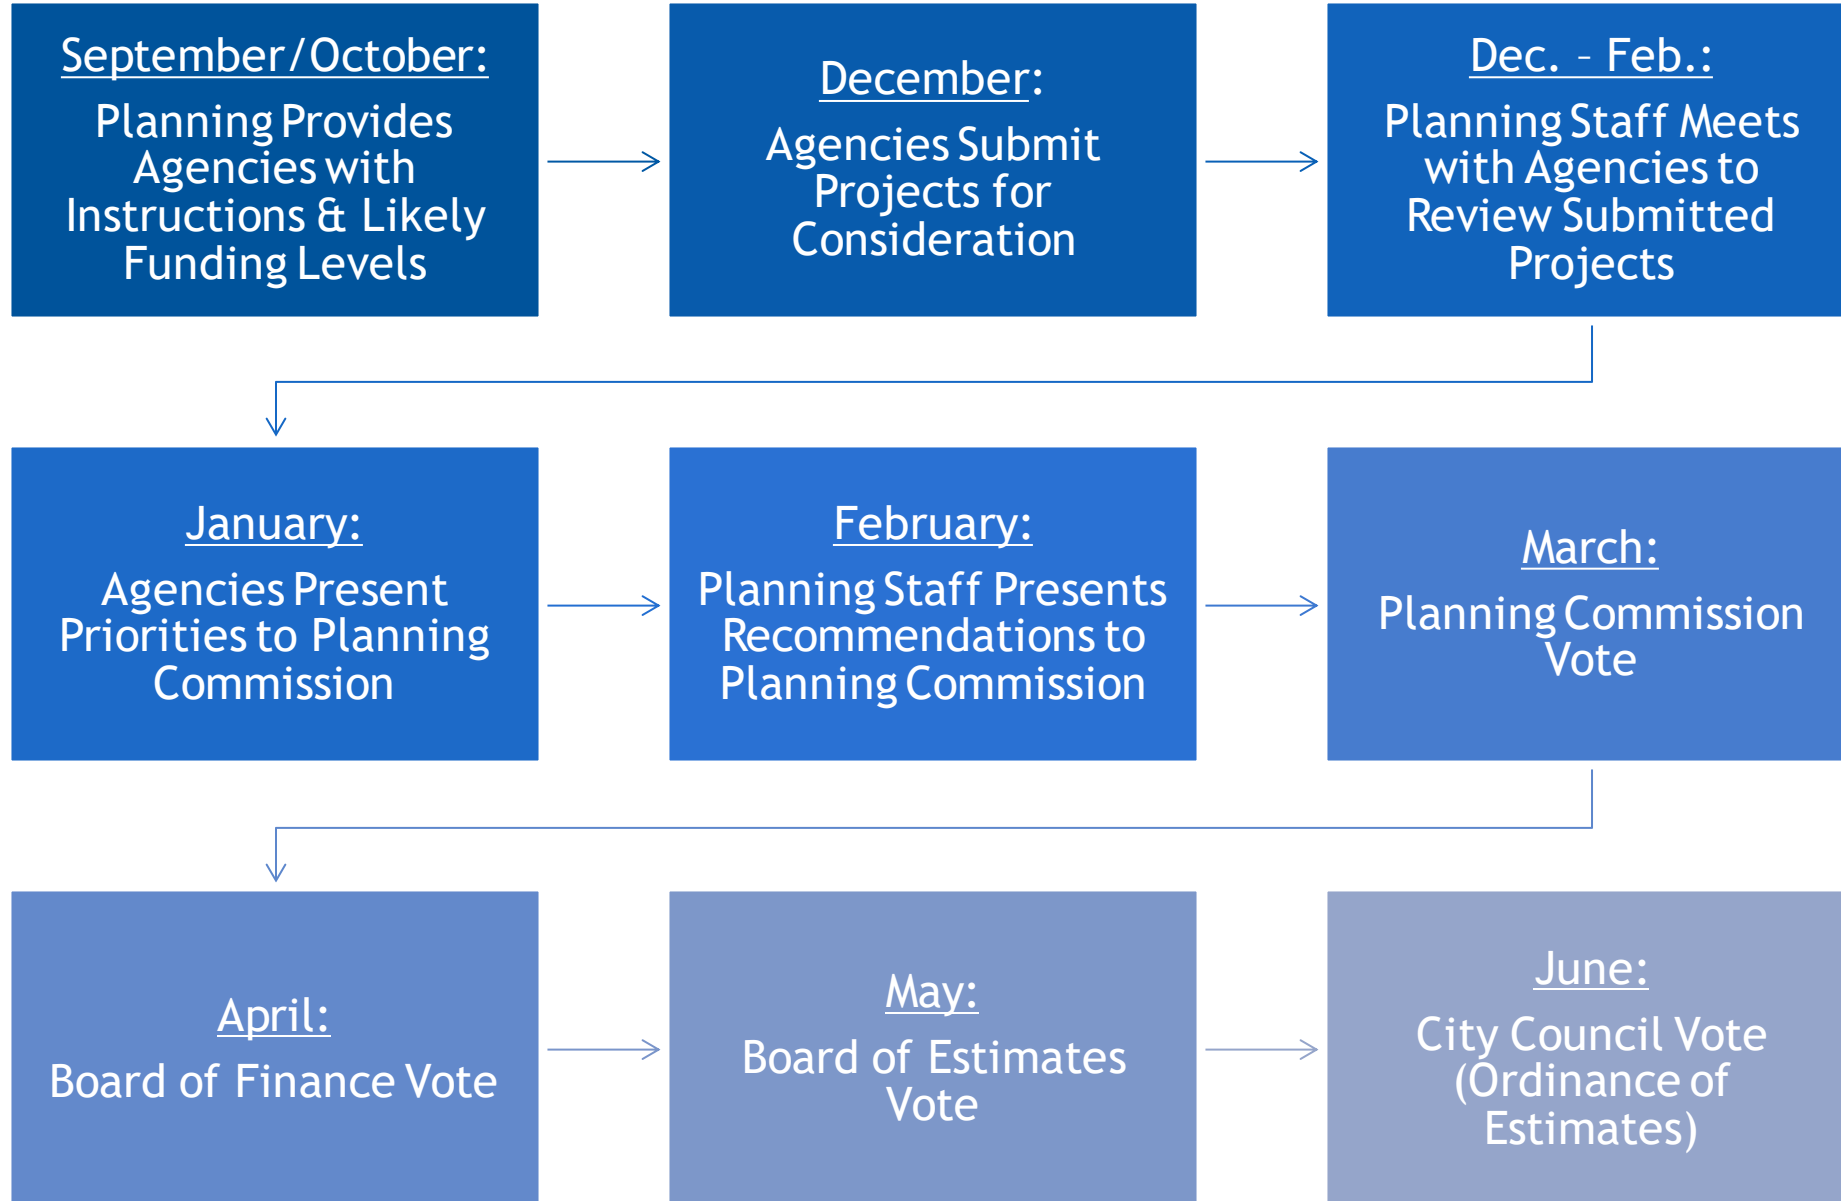 September/October:
Planning Provides
Agencies with
Instructions & Likely
Funding Levels
December:
Agencies Submit
Projects for
Consideration
Dec. – Feb.:
Planning Staff Meets
with Agencies to
Review Submitted
Projects
January:
Agencies Present
Priorities to Planning
Commission
February:
Planning Staff Presents
Recommendations to
Planning Commission
March:
Planning Commission
Vote
April:
Board of Finance Vote
May:
Board of Estimates
Vote
June:
City Council Vote
(Ordinance of
Estimates)